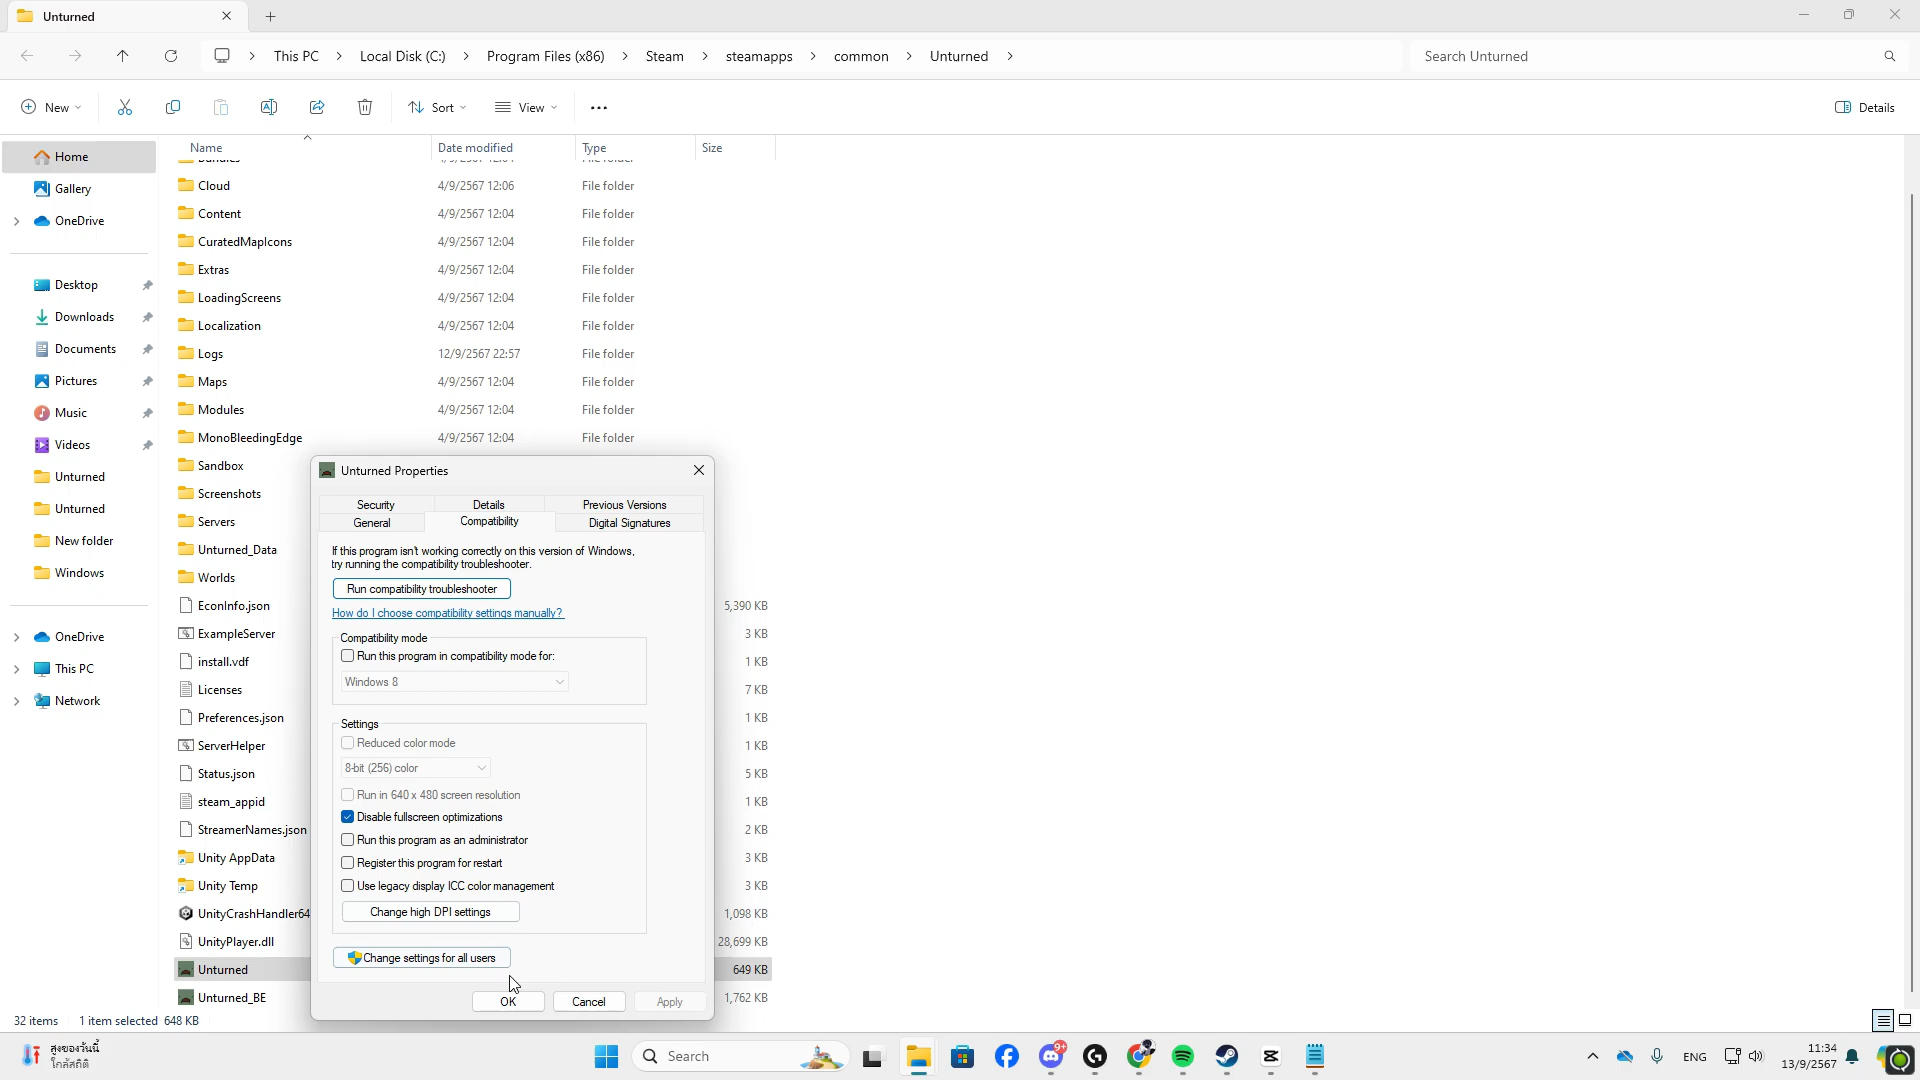 Unturned
This PC
Local Disk (C:)
Program Files (x86)
Steam
steamapps
common
Unturned
Search Unturned
New
Sort
View
Details
Name
Date modified
Type
Size
Home
Gallery
OneDrive
Desktop
Downloads
Documents
Pictures
Music
Videos
Unturned
Unturned
New folder
Windows
OneDrive
This PC
Network
Cloud 4/9/2567 12:06 File folder
Content 4/9/2567 12:04 File folder
CuratedMapIcons 4/9/2567 12:04 File folder
Extras 4/9/2567 12:04 File folder
LoadingScreens 4/9/2567 12:04 File folder
Localization 4/9/2567 12:04 File folder
Logs 12/9/2567 22:57 File folder
Maps 4/9/2567 12:04 File folder
Modules 4/9/2567 12:04 File folder
MonoBleedingEdge 4/9/2567 12:04 File folder
Sandbox
Screenshots
Servers
Unturned_Data
Worlds
EconInfo.json 5,390 KB
ExampleServer 3 KB
install.vdf 1 KB
Licenses 7 KB
Preferences.json 1 KB
ServerHelper 1 KB
Status.json 5 KB
steam_appid 1 KB
StreamerNames.json 2 KB
Unity AppData 3 KB
Unity Temp 3 KB
UnityCrashHandler64 1,098 KB
UnityPlayer.dll 28,699 KB
Unturned 649 KB
Unturned_BE 1,762 KB
Unturned Properties
Security
Details
Previous Versions
General
Compatibility
Digital Signatures
If this program isn't working correctly on this version of Windows,
try running the compatibility troubleshooter.
Run compatibility troubleshooter
How do I choose compatibility settings manually?
Compatibility mode
Run this program in compatibility mode for:
Windows 8
Settings
Reduced color mode
8-bit (256) color
Run in 640 x 480 screen resolution
Disable fullscreen optimizations
Run this program as an administrator
Register this program for restart
Use legacy display ICC color management
Change high DPI settings
Change settings for all users
OK
Cancel
Apply
32 items
1 item selected 648 KB
สูงของวันนี้
ใกล้สถิติ
Search
9+
ENG
11:34
13/9/2567